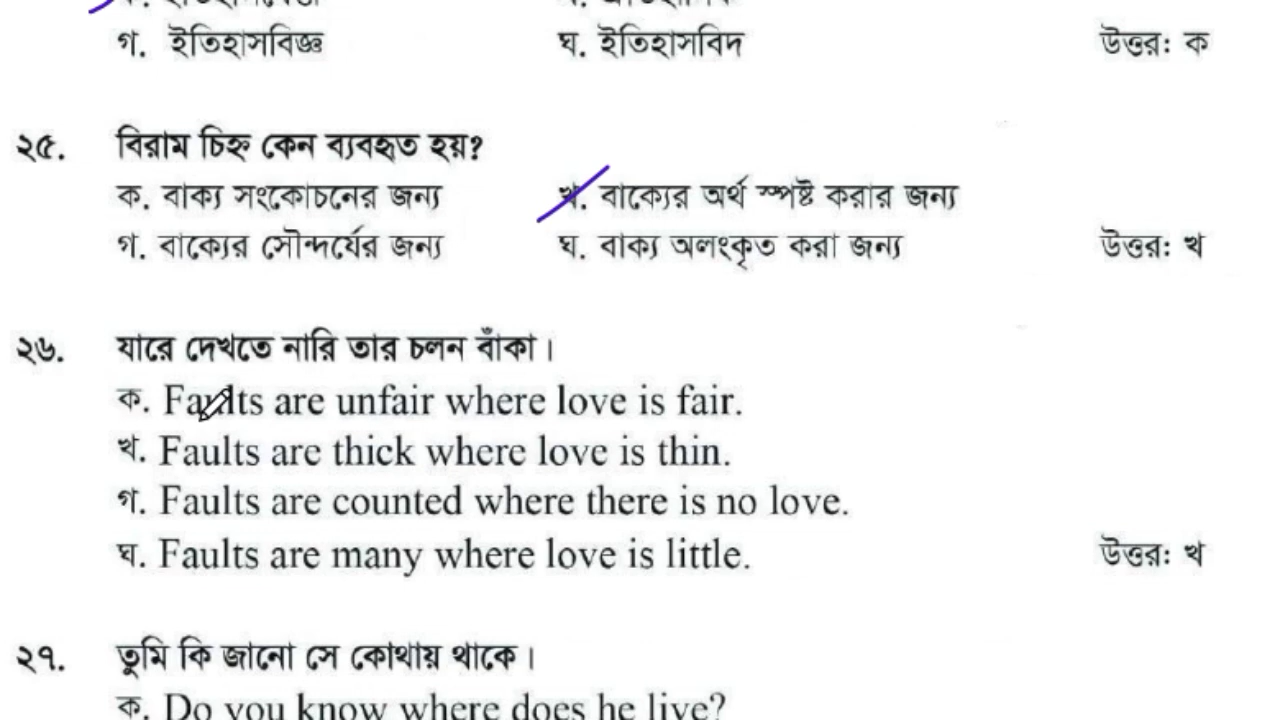 গ. ইতিহাসবিজ্ঞ ঘ. ইতিহাসবিদ উত্তর: ক
২৫. বিরাম চিহ্ন কেন ব্যবহৃত হয়?
ক. বাক্য সংকোচনের জন্য খ. বাক্যের অর্থ স্পষ্ট করার জন্য
গ. বাক্যের সৌন্দর্যের জন্য ঘ. বাক্য অলংকৃত করা জন্য উত্তর: খ
২৬. যারে দেখতে নারি তার চলন বাঁকা।
ক. Faults are unfair where love is fair.
খ. Faults are thick where love is thin.
গ. Faults are counted where there is no love.
ঘ. Faults are many where love is little. উত্তর: খ
২৭. তুমি কি জানো সে কোথায় থাকে।
ক. Do you know where does he live?